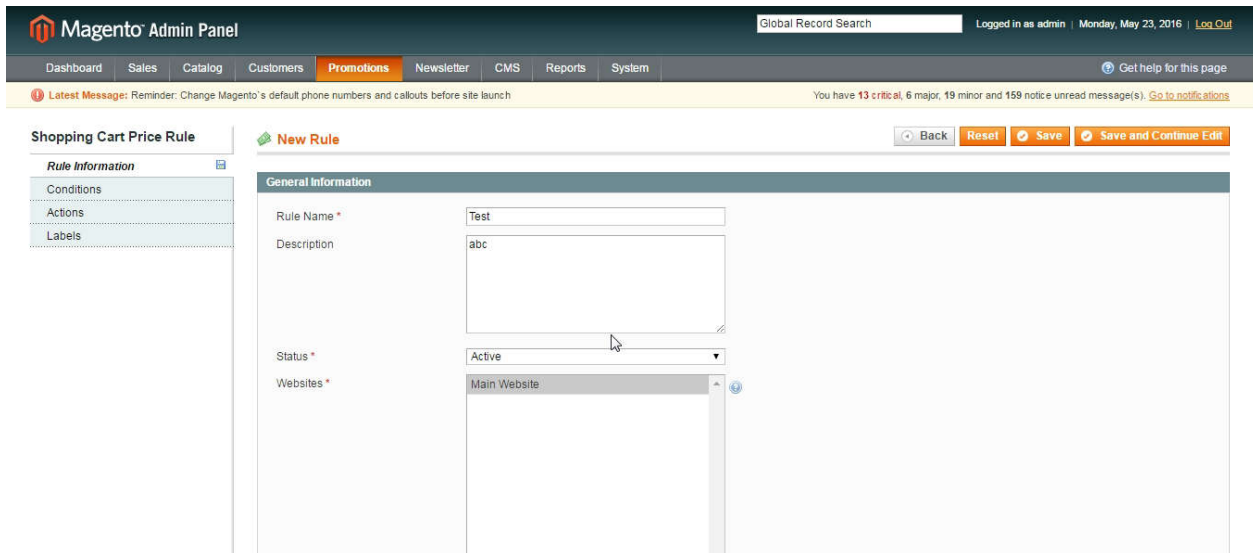 Magento Admin Panel
Global Record Search
Logged in as admin | Monday, May 23, 2016 | Log Out
Dashboard Sales Catalog Customers Promotions Newsletter CMS Reports System Get help for this page
Latest Message: Reminder: Change Magento`s default phone numbers and callouts before site launch
You have 13 critical, 6 major, 19 minor and 159 notice unread message(s). Go to notifications
Shopping Cart Price Rule
Rule Information
Conditions
Actions
Labels
New Rule
Back Reset Save Save and Continue Edit
General Information
Rule Name * Test
Description abc
Status * Active
Websites * Main Website